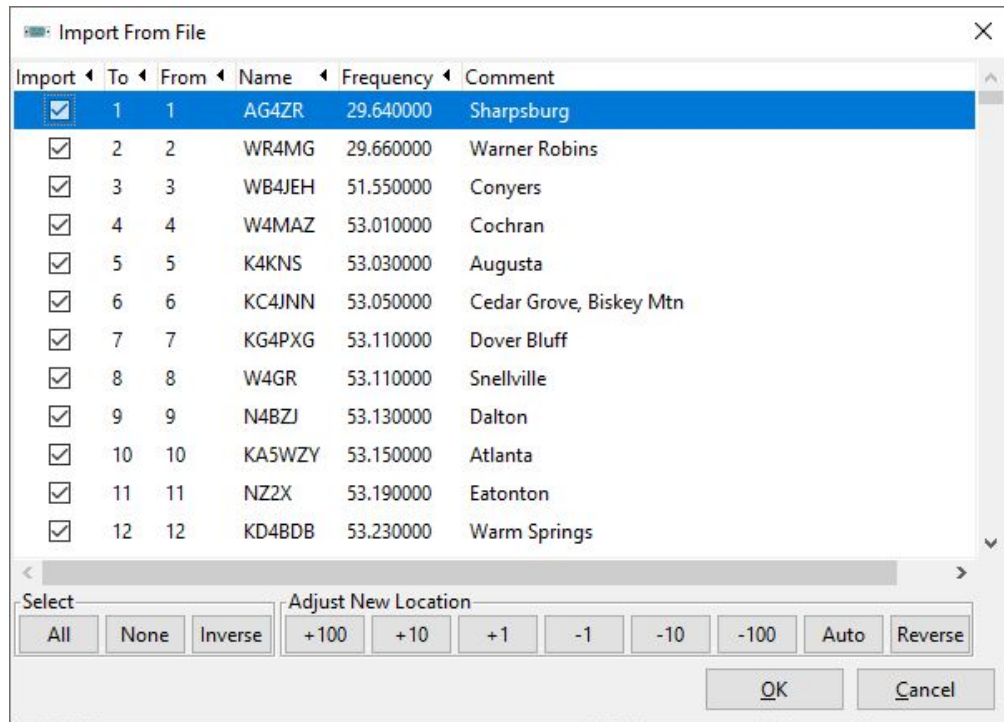 Import From File
Import To From Name Frequency Comment
1 1 AG4ZR 29.640000 Sharpsburg
2 2 WR4MG 29.660000 Warner Robins
3 3 WB4JEH 51.550000 Conyers
4 4 W4MAZ 53.010000 Cochran
5 5 K4KNS 53.030000 Augusta
6 6 KC4JNN 53.050000 Cedar Grove, Biskey Mtn
7 7 KG4PXG 53.110000 Dover Bluff
8 8 W4GR 53.110000 Snellville
9 9 N4BZJ 53.130000 Dalton
10 10 KA5WZY 53.150000 Atlanta
11 11 NZ2X 53.190000 Eatonton
12 12 KD4BDB 53.230000 Warm Springs
Select Adjust New Location
All None Inverse +100 +10 +1 -1 -10 -100 Auto Reverse
OK Cancel